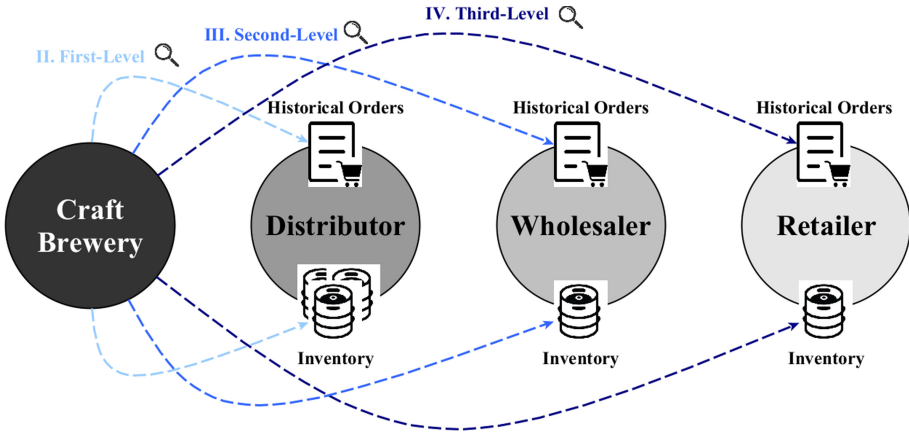 IV. Third-Level
III. Second-Level
II. First-Level
Historical Orders
Historical Orders
Historical Orders
Craft
Brewery
Distributor
Wholesaler
Retailer
Inventory
Inventory
Inventory